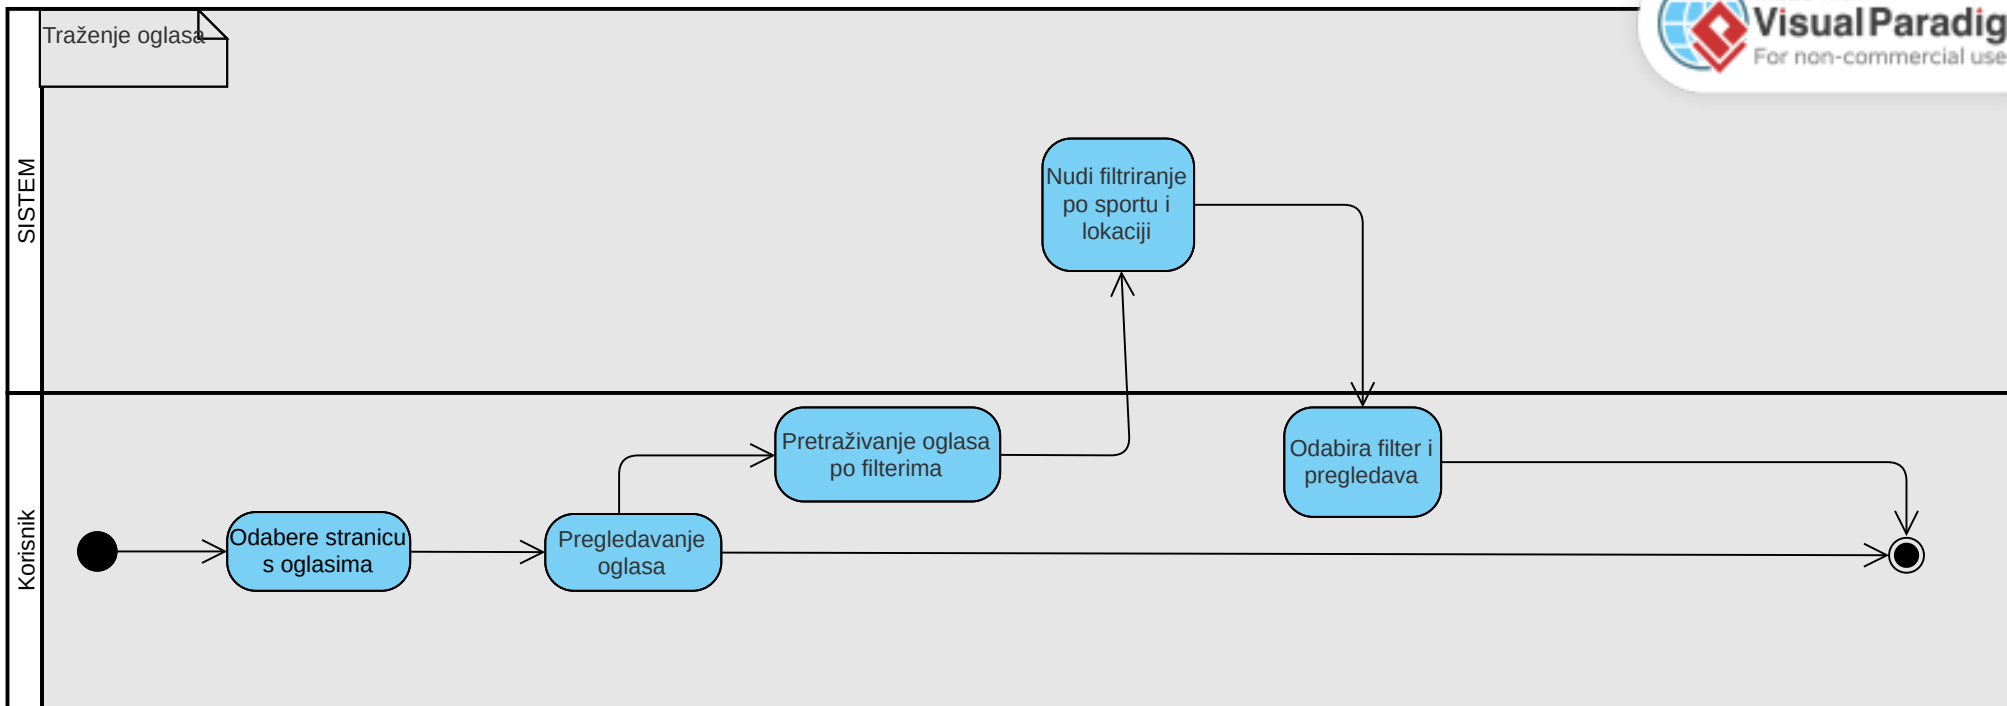 Traženje oglasa
VisualParadig
For non-commercial use
SISTEM
Nudi filtriranje
po sportu i
lokaciji
Korisnik
Odabere stranicu
s oglasima
Pregledavanje
oglasa
Pretraživanje oglasa
po filterima
Odabira filter i
pregledava